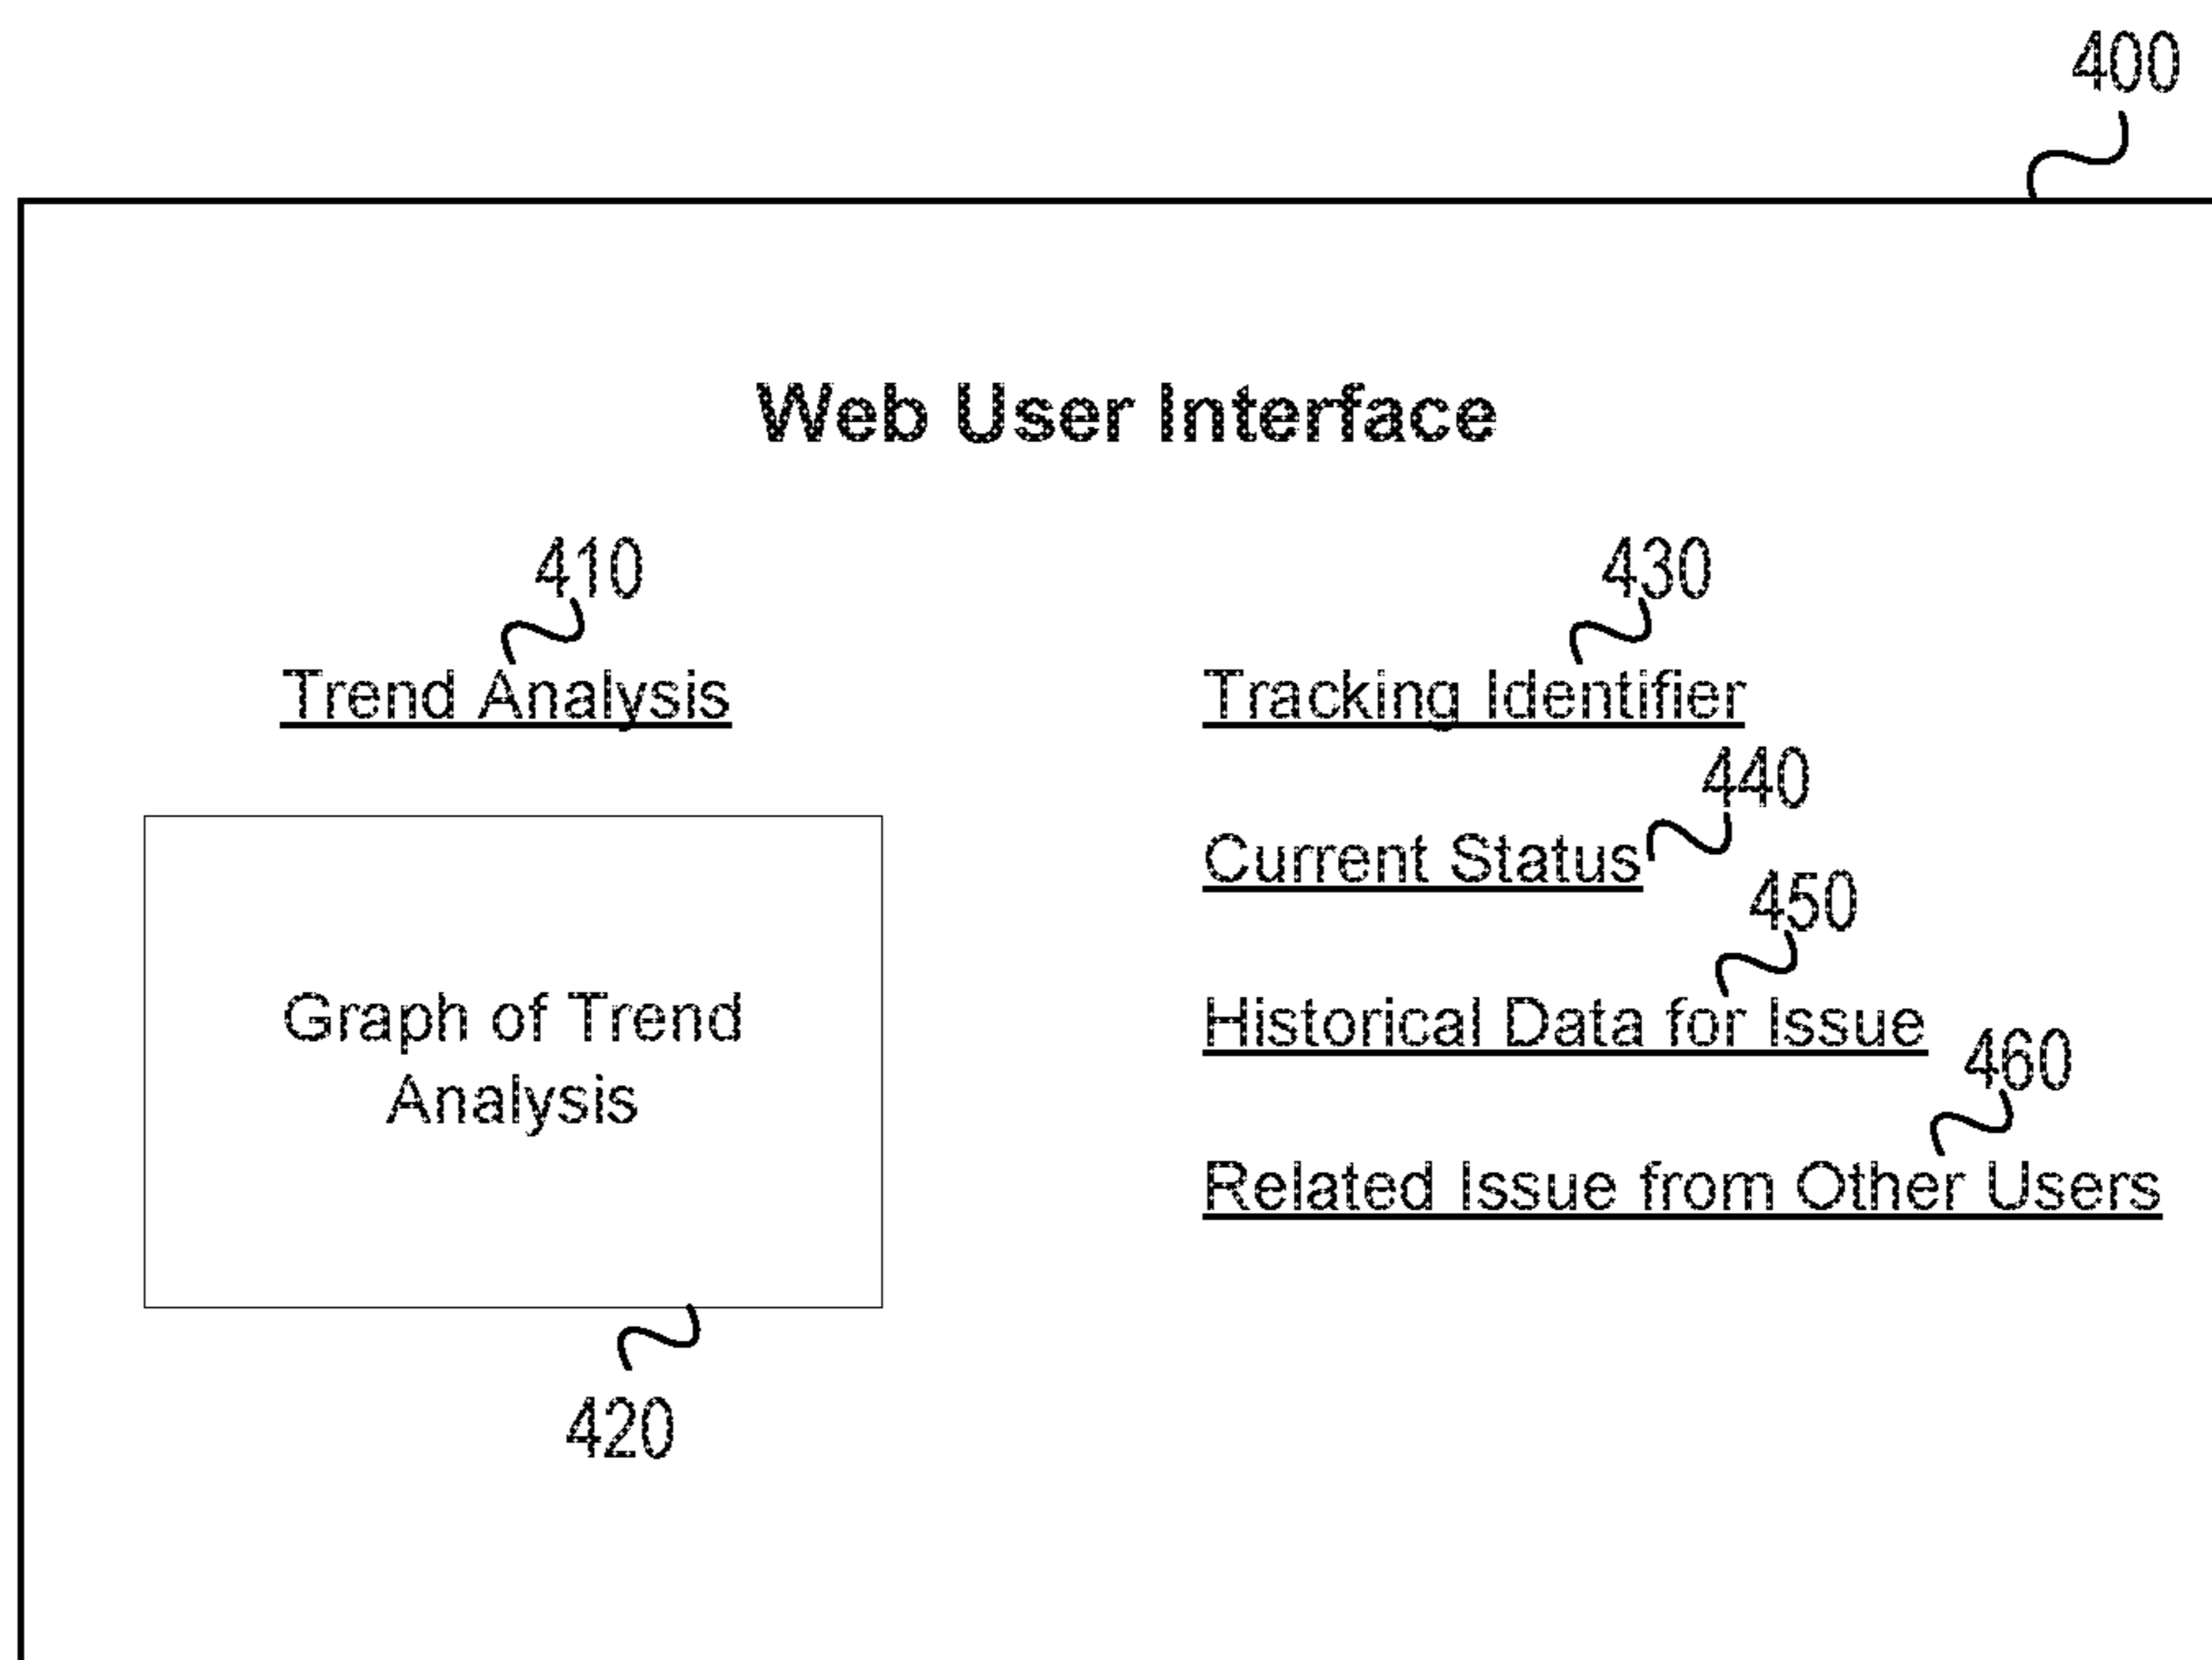 400
Web User Interface
410
Trend Analysis
Graph of Trend
Analysis
420
430
Tracking Identifier
440
Current Status
450
Historical Data for Issue
460
Related Issue from Other Users